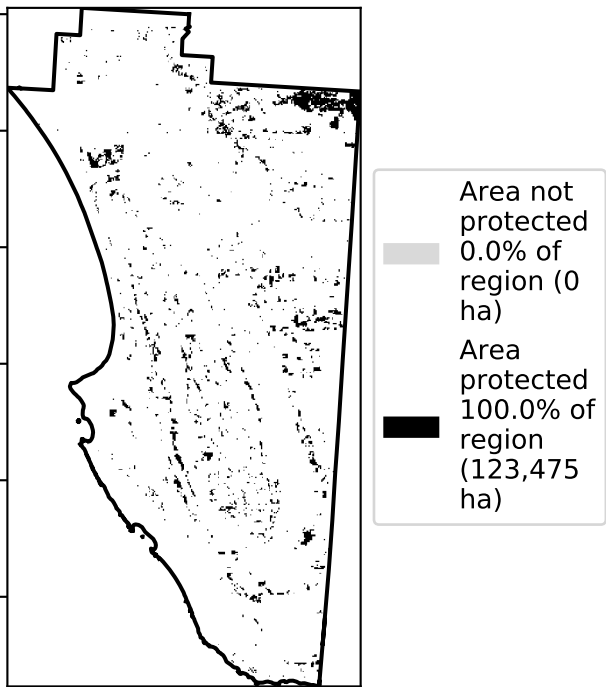 Area not
protected
0.0% of
region (0
ha)
Area
protected
100.0% of
region
(123,475
ha)